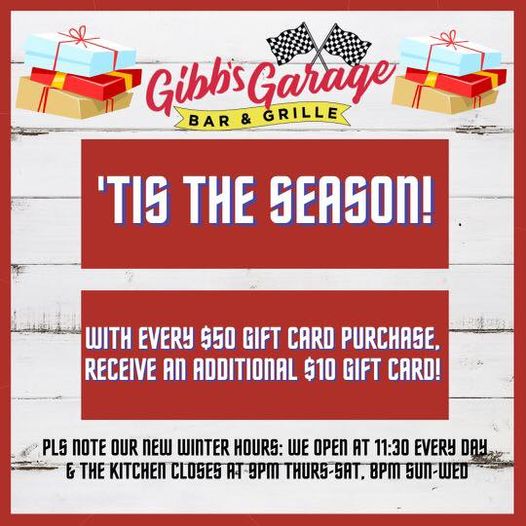 Gibb's Garage
BAR & GRILLE
'TIS THE SEASON!
WITH EVERY $50 GIFT CARD PURCHASE,
RECEIVE AN ADDITIONAL $10 GIFT CARD!
PLS NOTE OUR NEW WINTER HOURS: WE OPEN AT 11:30 EVERY DAY
& THE KITCHEN CLOSES AT 9PM THURS-SAT, 8PM SUN-WED